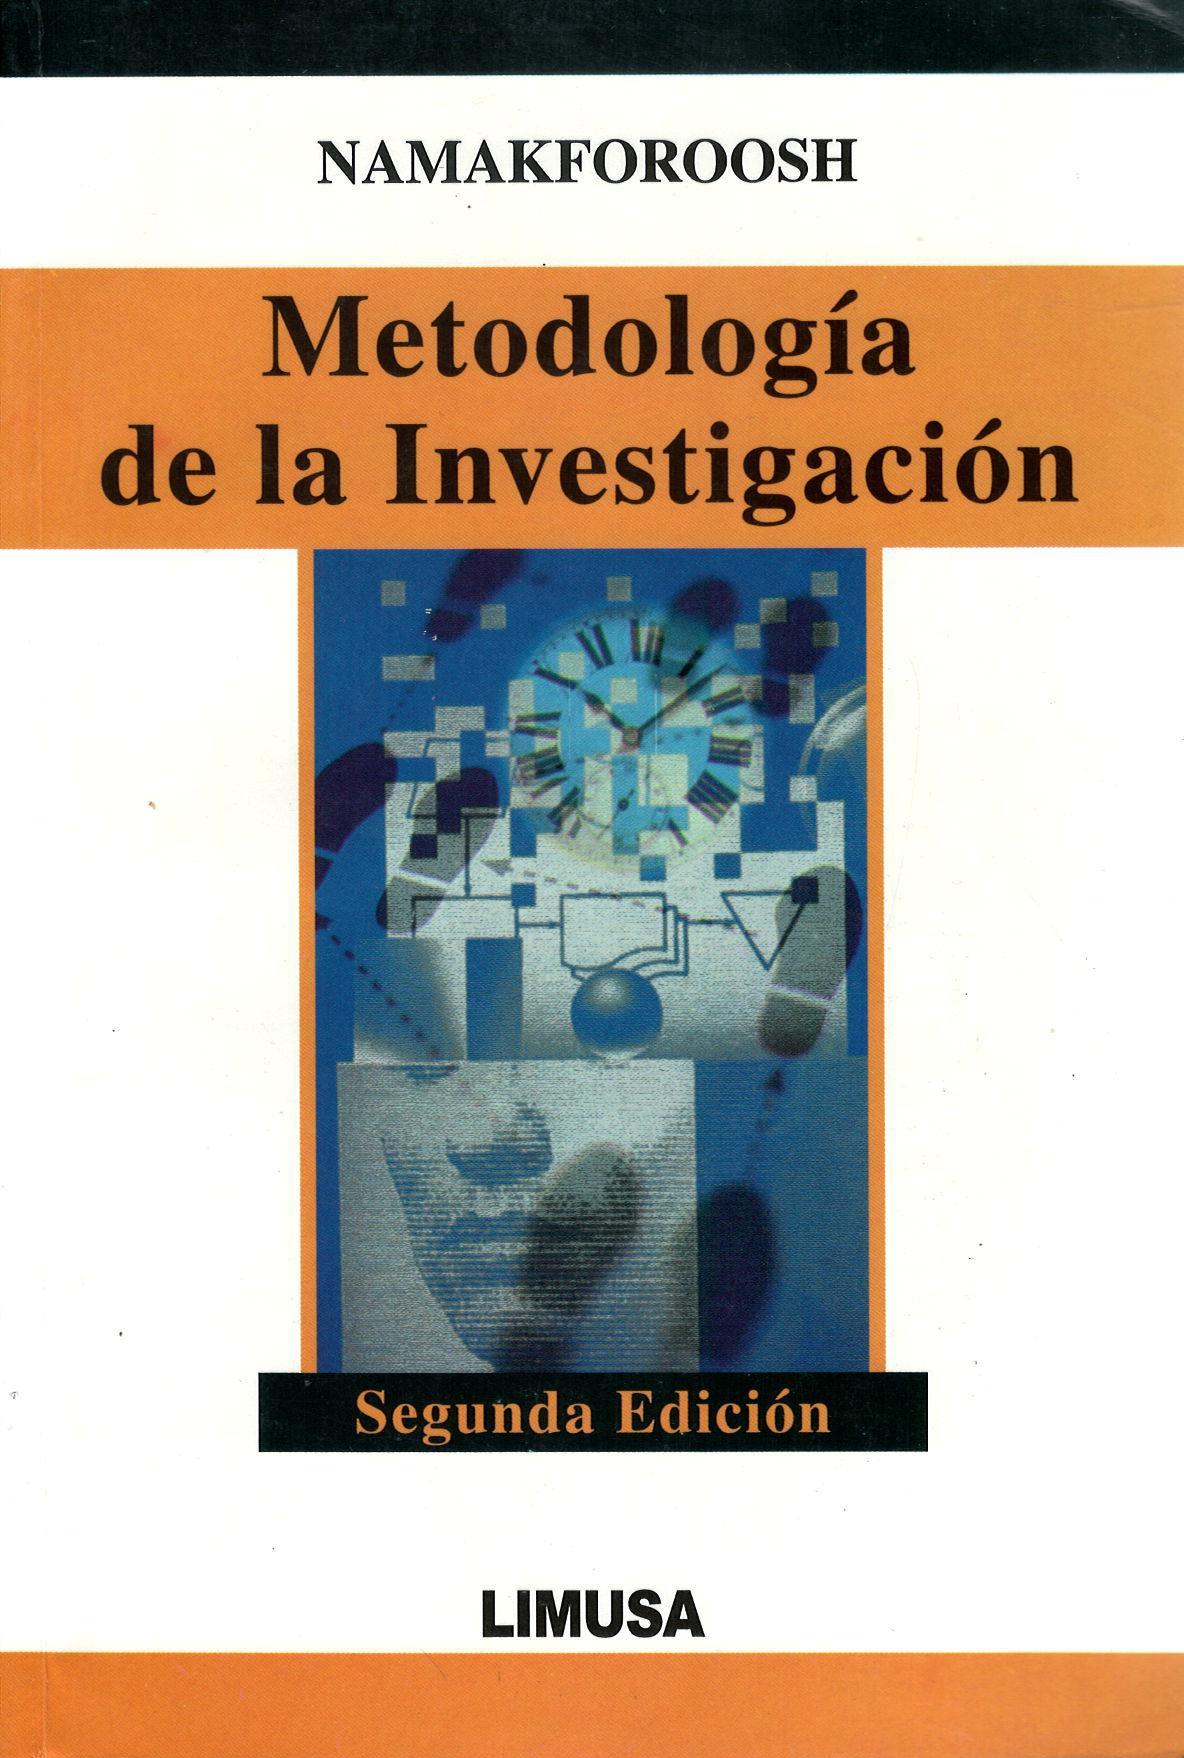 NAMAKFOROOSH
Metodología
de la Investigación
Segunda Edición
LIMUSA